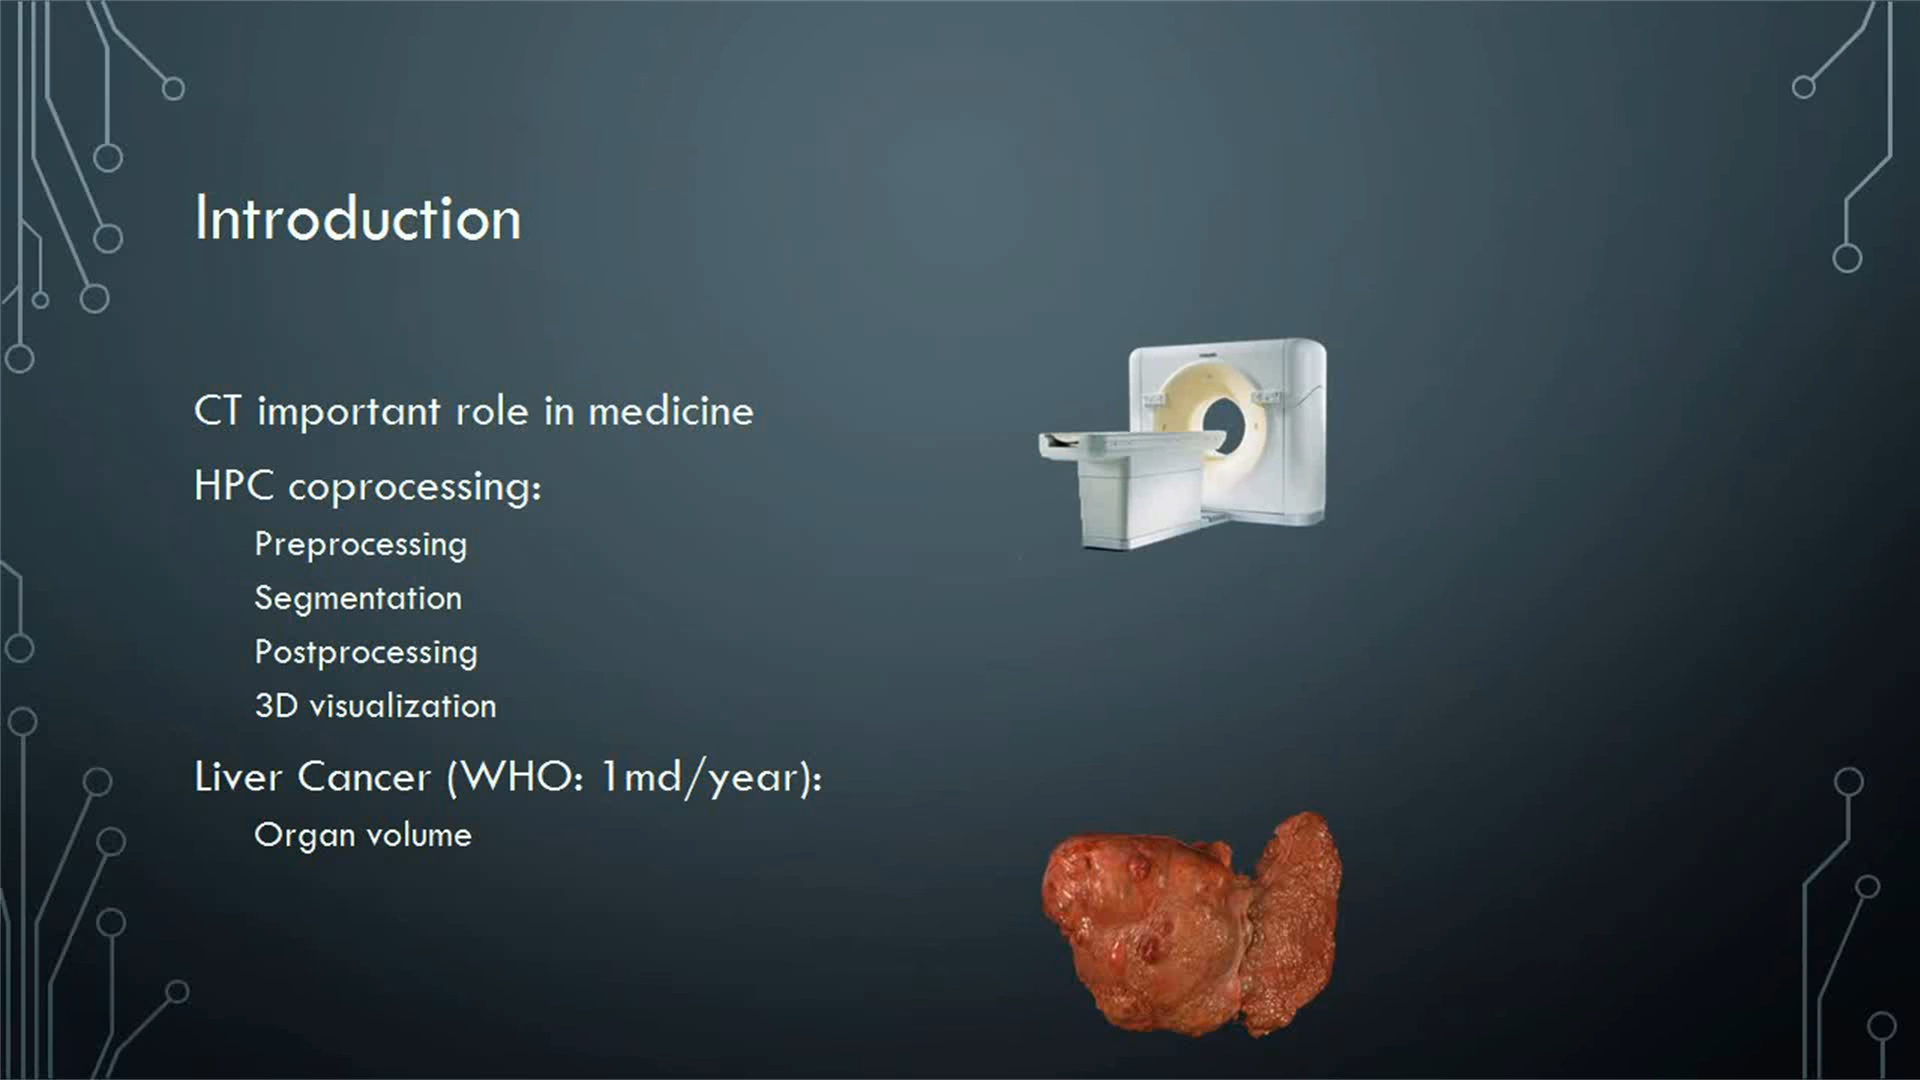 Introduction
CT important role in medicine
HPC coprocessing:
Preprocessing
Segmentation
Postprocessing
3D visualization
Liver Cancer (WHO: 1md/year):
Organ volume